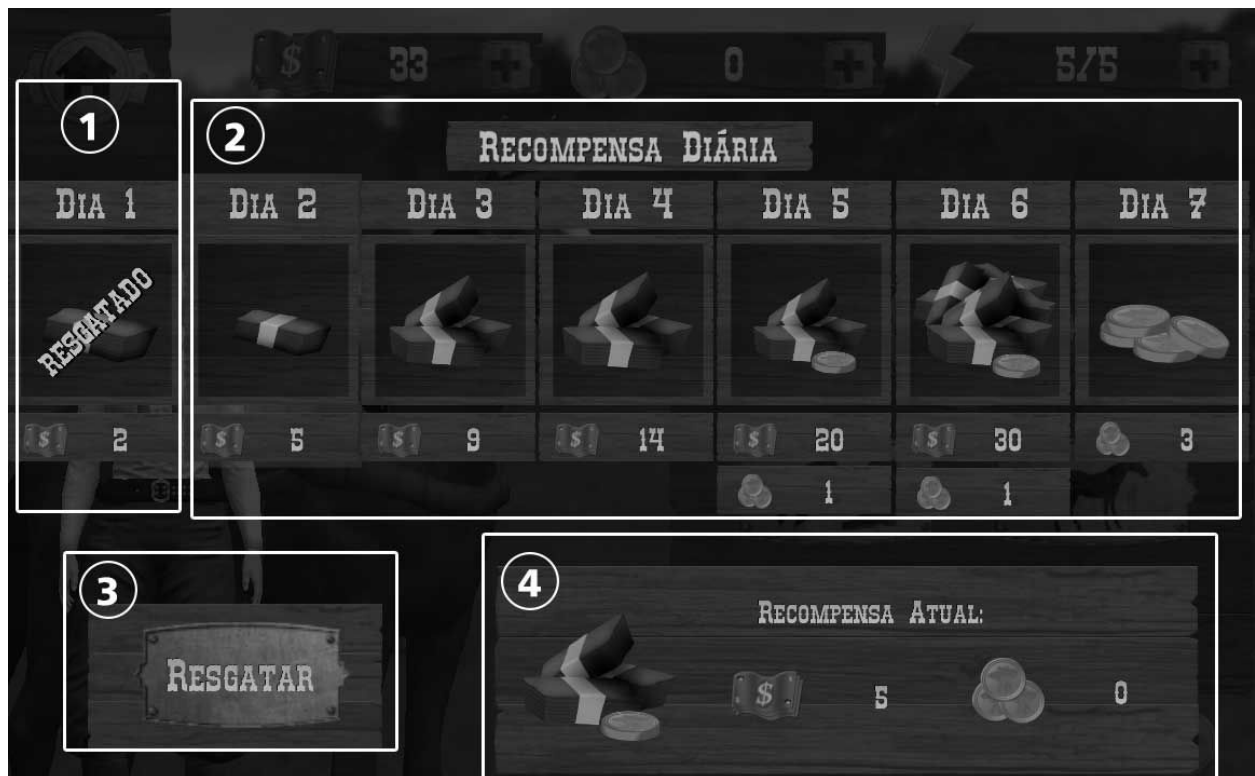 33 0 5/5
1
2
RECOMPENSA DIÁRIA
DIA 1 DIA 2 DIA 3 DIA 4 DIA 5 DIA 6 DIA 7
RESGATADO
$ 2 $ 5 $ 9 $ 14 $ 20 $ 30 3
1 1
3
4
RECOMPENSA ATUAL:
RESGATAR
$ 5 0